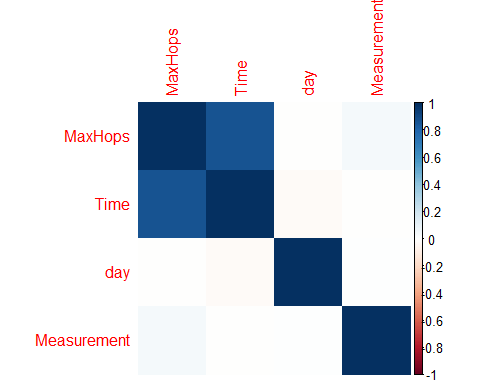 MaxHops
Time
day
Measurement
MaxHops
Time
day
Measurement
1
0.8
0.6
0.4
0.2
0
-0.2
-0.4
-0.6
-0.8
-1